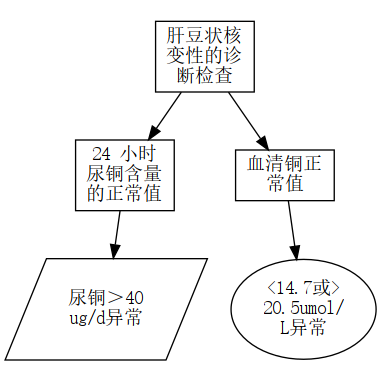 肝豆状核
变性的诊
断检查
24 小时
尿铜含量
的正常值
血清铜正
常值
尿铜＞40
ug/d异常
<14.7或>
20.5umol/
L异常